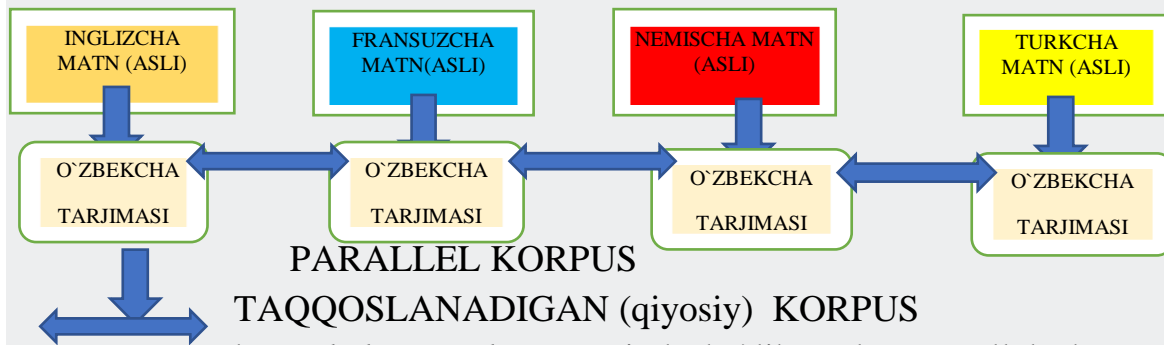 INGLIZCHA
MATN (ASLI)
FRANSUZCHA
MATN(ASLI)
NEMISCHA MATN
(ASLI)
TURKCHA
MATN (ASLI)
O`ZBEKCHA
TARJIMASI
O`ZBEKCHA
TARJIMASI
O`ZBEKCHA
TARJIMASI
O`ZBEKCHA
TARJIMASI
PARALLEL KORPUS
TAQQOSLANADIGAN (qiyosiy) KORPUS